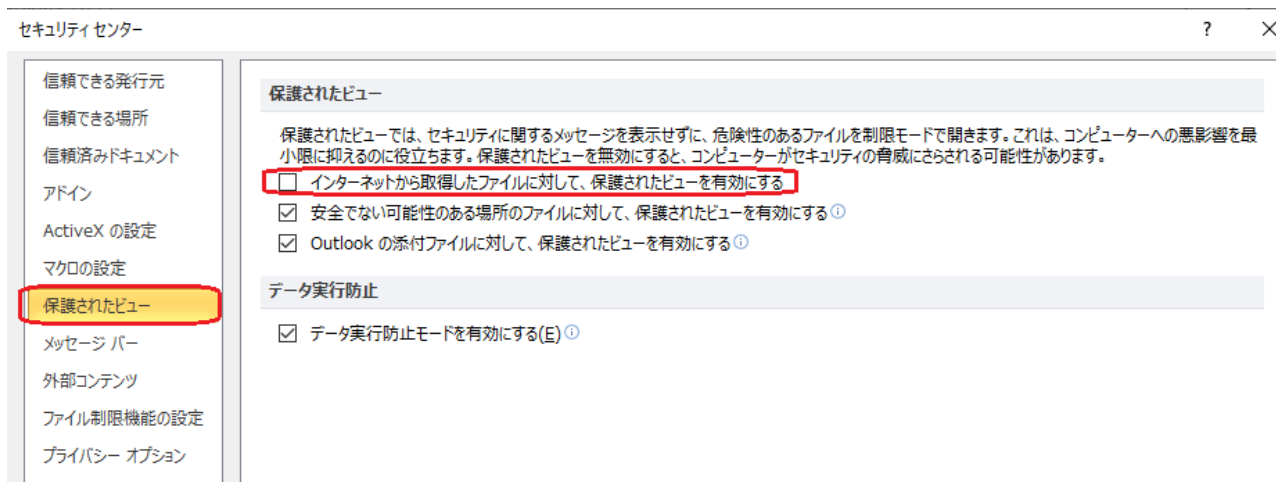 セキュリティ センター
?
信頼できる発行元
信頼できる場所
信頼済みドキュメント
アドイン
ActiveX の設定
マクロの設定
保護されたビュー
メッセージ バー
外部コンテンツ
ファイル制限機能の設定
プライバシー オプション
保護されたビュー
保護されたビューでは、セキュリティに関するメッセージを表示せずに、危険性のあるファイルを制限モードで開きます。これは、コンピューターへの悪影響を最
小限に抑えるのに役立ちます。保護されたビューを無効にすると、コンピューターがセキュリティの脅威にさらされる可能性があります。
インターネットから取得したファイルに対して、保護されたビューを有効にする
安全でない可能性のある場所のファイルに対して、保護されたビューを有効にする
Outlook の添付ファイルに対して、保護されたビューを有効にする
データ実行防止
データ実行防止モードを有効にする(E)